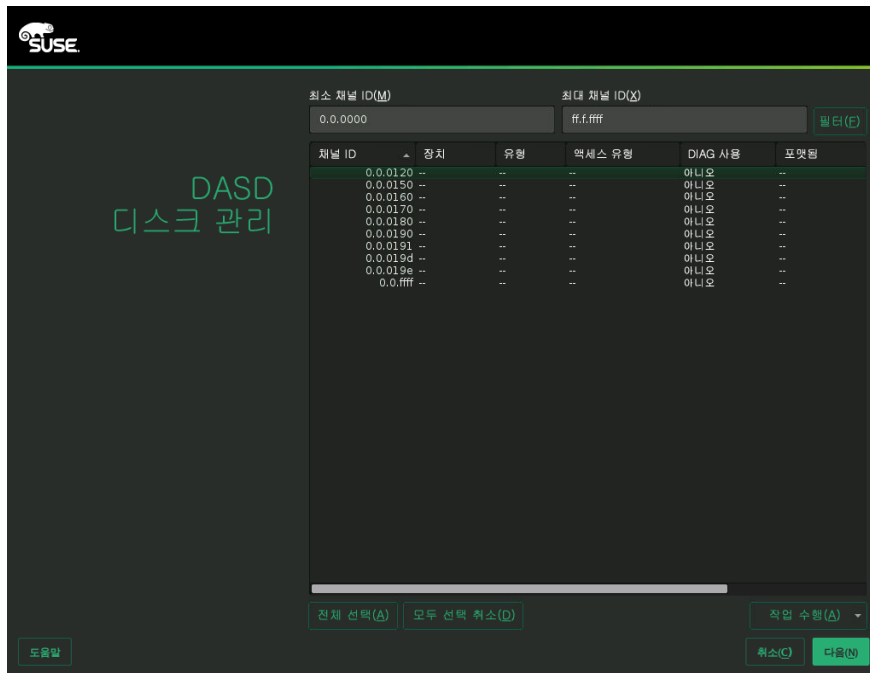 SUSE.
DASD
디스크 관리
최소 채널 ID(M) 최대 채널 ID(X)
0.0.0000 ff.f.ffff 필터(F)
채널 ID 장치 유형 액세스 유형 DIAG 사용 포맷됨
0.0.0120 -- -- -- 아니오 --
0.0.0150 -- -- -- 아니오 --
0.0.0160 -- -- -- 아니오 --
0.0.0170 -- -- -- 아니오 --
0.0.0180 -- -- -- 아니오 --
0.0.0190 -- -- -- 아니오 --
0.0.0191 -- -- -- 아니오 --
0.0.019d -- -- -- 아니오 --
0.0.019e -- -- -- 아니오 --
0.0.ffff -- -- -- 아니오 --
전체 선택(A) 모두 선택 취소(D) 작업 수행(A)
도움말 취소(C) 다음(N)